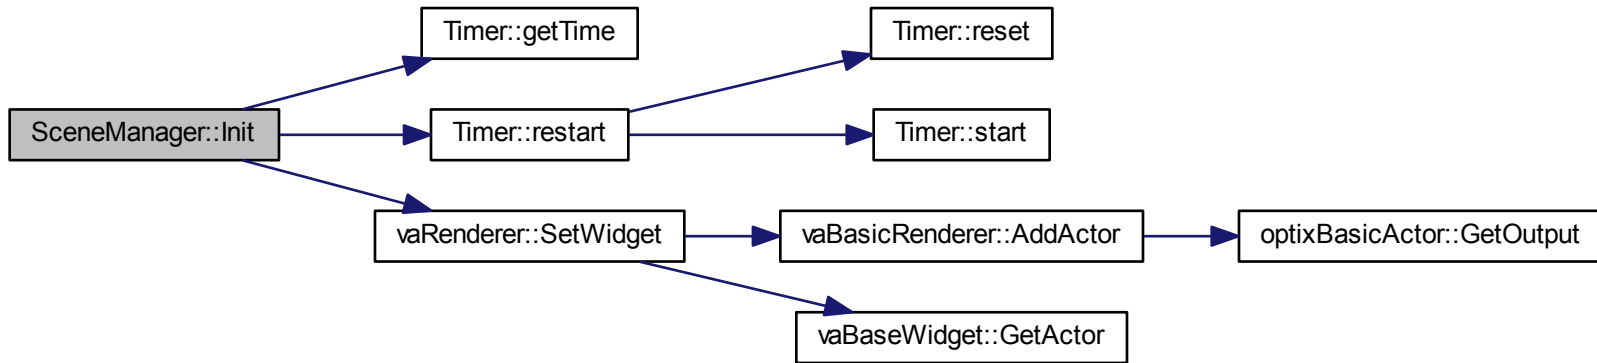 Timer::getTime
Timer::reset
SceneManager::Init
Timer::restart
Timer::start
vaRenderer::SetWidget
vaBasicRenderer::AddActor
optixBasicActor::GetOutput
vaBaseWidget::GetActor